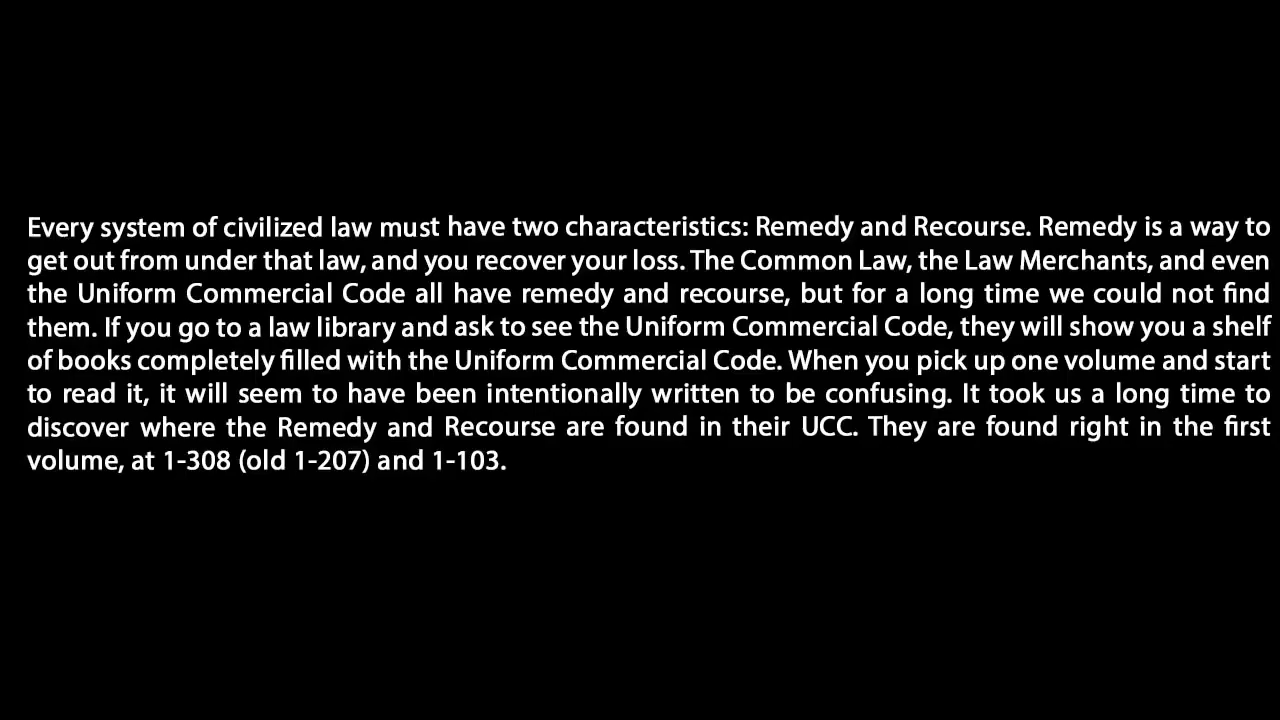 Every system of civilized law must have two characteristics: Remedy and Recourse. Remedy is a way to
get out from under that law, and you recover your loss. The Common Law, the Law Merchants, and even
the Uniform Commercial Code all have remedy and recourse, but for a long time we could not find
them. If you go to a law library and ask to see the Uniform Commercial Code, they will show you a shelf
of books completely filled with the Uniform Commercial Code. When you pick up one volume and start
to read it, it will seem to have been intentionally written to be confusing. It took us a long time to
discover where the Remedy and Recourse are found in their UCC. They are found right in the first
volume, at 1-308 (old 1-207) and 1-103.